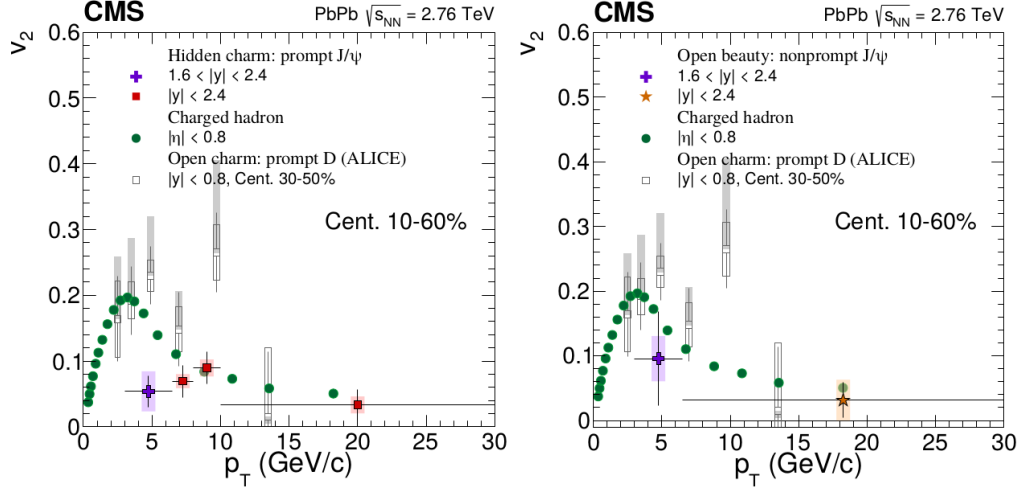 CMS
PbPb √s_NN = 2.76 TeV
v₂
0.6
0.5
0.4
0.3
0.2
0.1
0
Hidden charm: prompt J/ψ
1.6 < |y| < 2.4
|y| < 2.4
Charged hadron
|η| < 0.8
Open charm: prompt D (ALICE)
|y| < 0.8, Cent. 30-50%
Cent. 10-60%
0 5 10 15 20 25 30
p_T (GeV/c)
CMS
PbPb √s_NN = 2.76 TeV
v₂
0.6
0.5
0.4
0.3
0.2
0.1
0
Open beauty: nonprompt J/ψ
1.6 < |y| < 2.4
|y| < 2.4
Charged hadron
|η| < 0.8
Open charm: prompt D (ALICE)
|y| < 0.8, Cent. 30-50%
Cent. 10-60%
0 5 10 15 20 25 30
p_T (GeV/c)